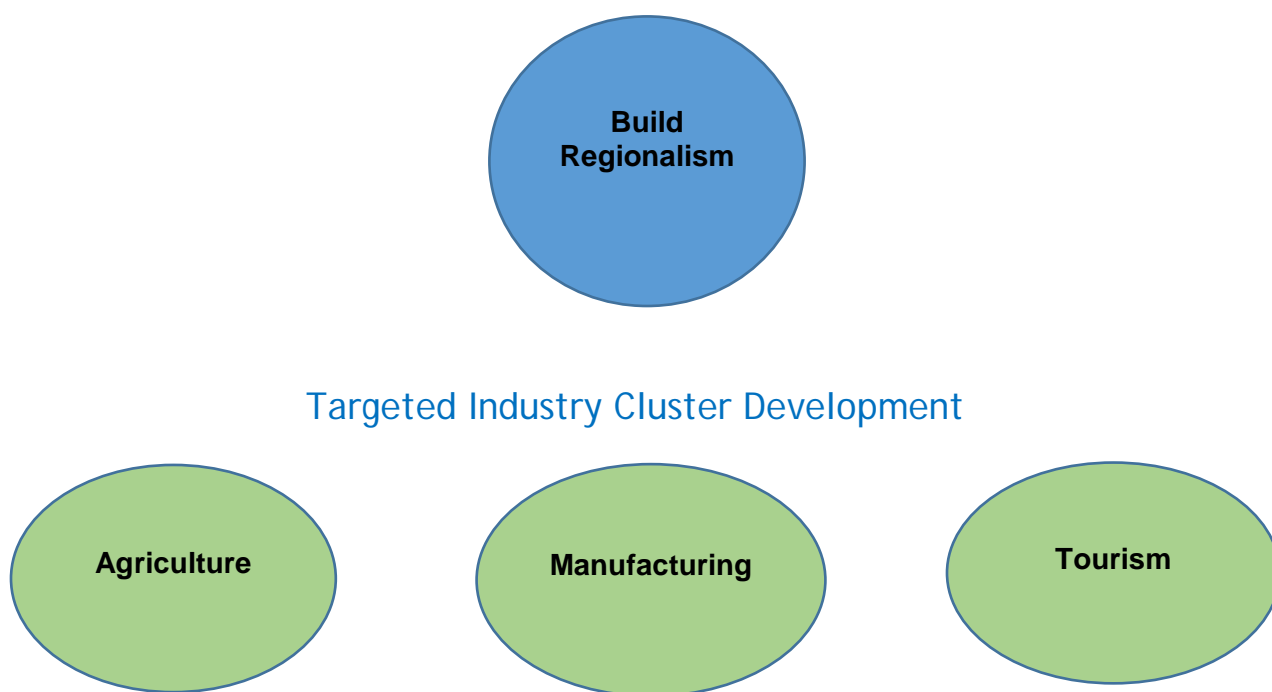 Build
Regionalism
Targeted Industry Cluster Development
Agriculture
Manufacturing
Tourism